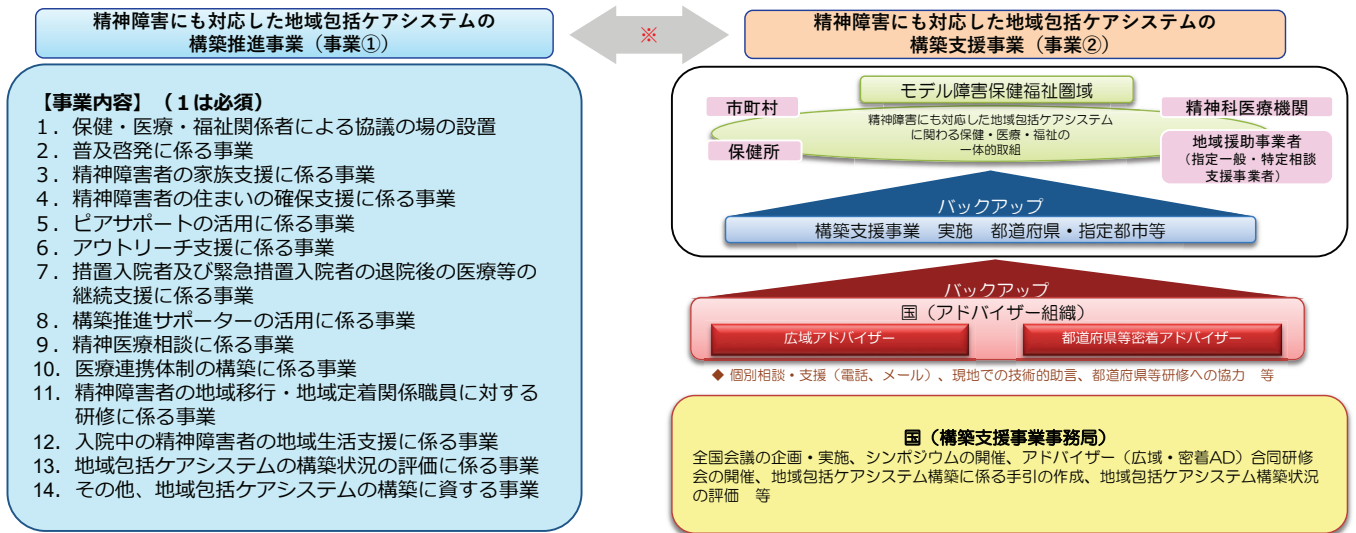 精神障害にも対応した地域包括ケアシステムの
構築推進事業（事業①）
※
精神障害にも対応した地域包括ケアシステムの
構築支援事業（事業②）
【事業内容】（１は必須）
１．保健・医療・福祉関係者による協議の場の設置
２．普及啓発に係る事業
３．精神障害者の家族支援に係る事業
４．精神障害者の住まいの確保支援に係る事業
５．ピアサポートの活用に係る事業
６．アウトリーチ支援に係る事業
７．措置入院者及び緊急措置入院者の退院後の医療等の
継続支援に係る事業
８．構築推進サポーターの活用に係る事業
９．精神医療相談に係る事業
10．医療連携体制の構築に係る事業
11．精神障害者の地域移行・地域定着関係職員に対する
研修に係る事業
12．入院中の精神障害者の地域生活支援に係る事業
13．地域包括ケアシステムの構築状況の評価に係る事業
14．その他、地域包括ケアシステムの構築に資する事業
モデル障害保健福祉圏域
市町村
精神科医療機関
精神障害にも対応した地域包括ケアシステム
に関わる保健・医療・福祉の
一体的取組
保健所
地域援助事業者
（指定一般・特定相談
支援事業者）
バックアップ
構築支援事業　実施　都道府県・指定都市等
バックアップ
国（アドバイザー組織）
広域アドバイザー
都道府県等密着アドバイザー
◆ 個別相談・支援（電話、メール）、現地での技術的助言、都道府県等研修への協力　等
国（構築支援事業事務局）
全国会議の企画・実施、シンポジウムの開催、アドバイザー（広域・密着AD）合同研修
会の開催、地域包括ケアシステム構築に係る手引の作成、地域包括ケアシステム構築状況
の評価　等